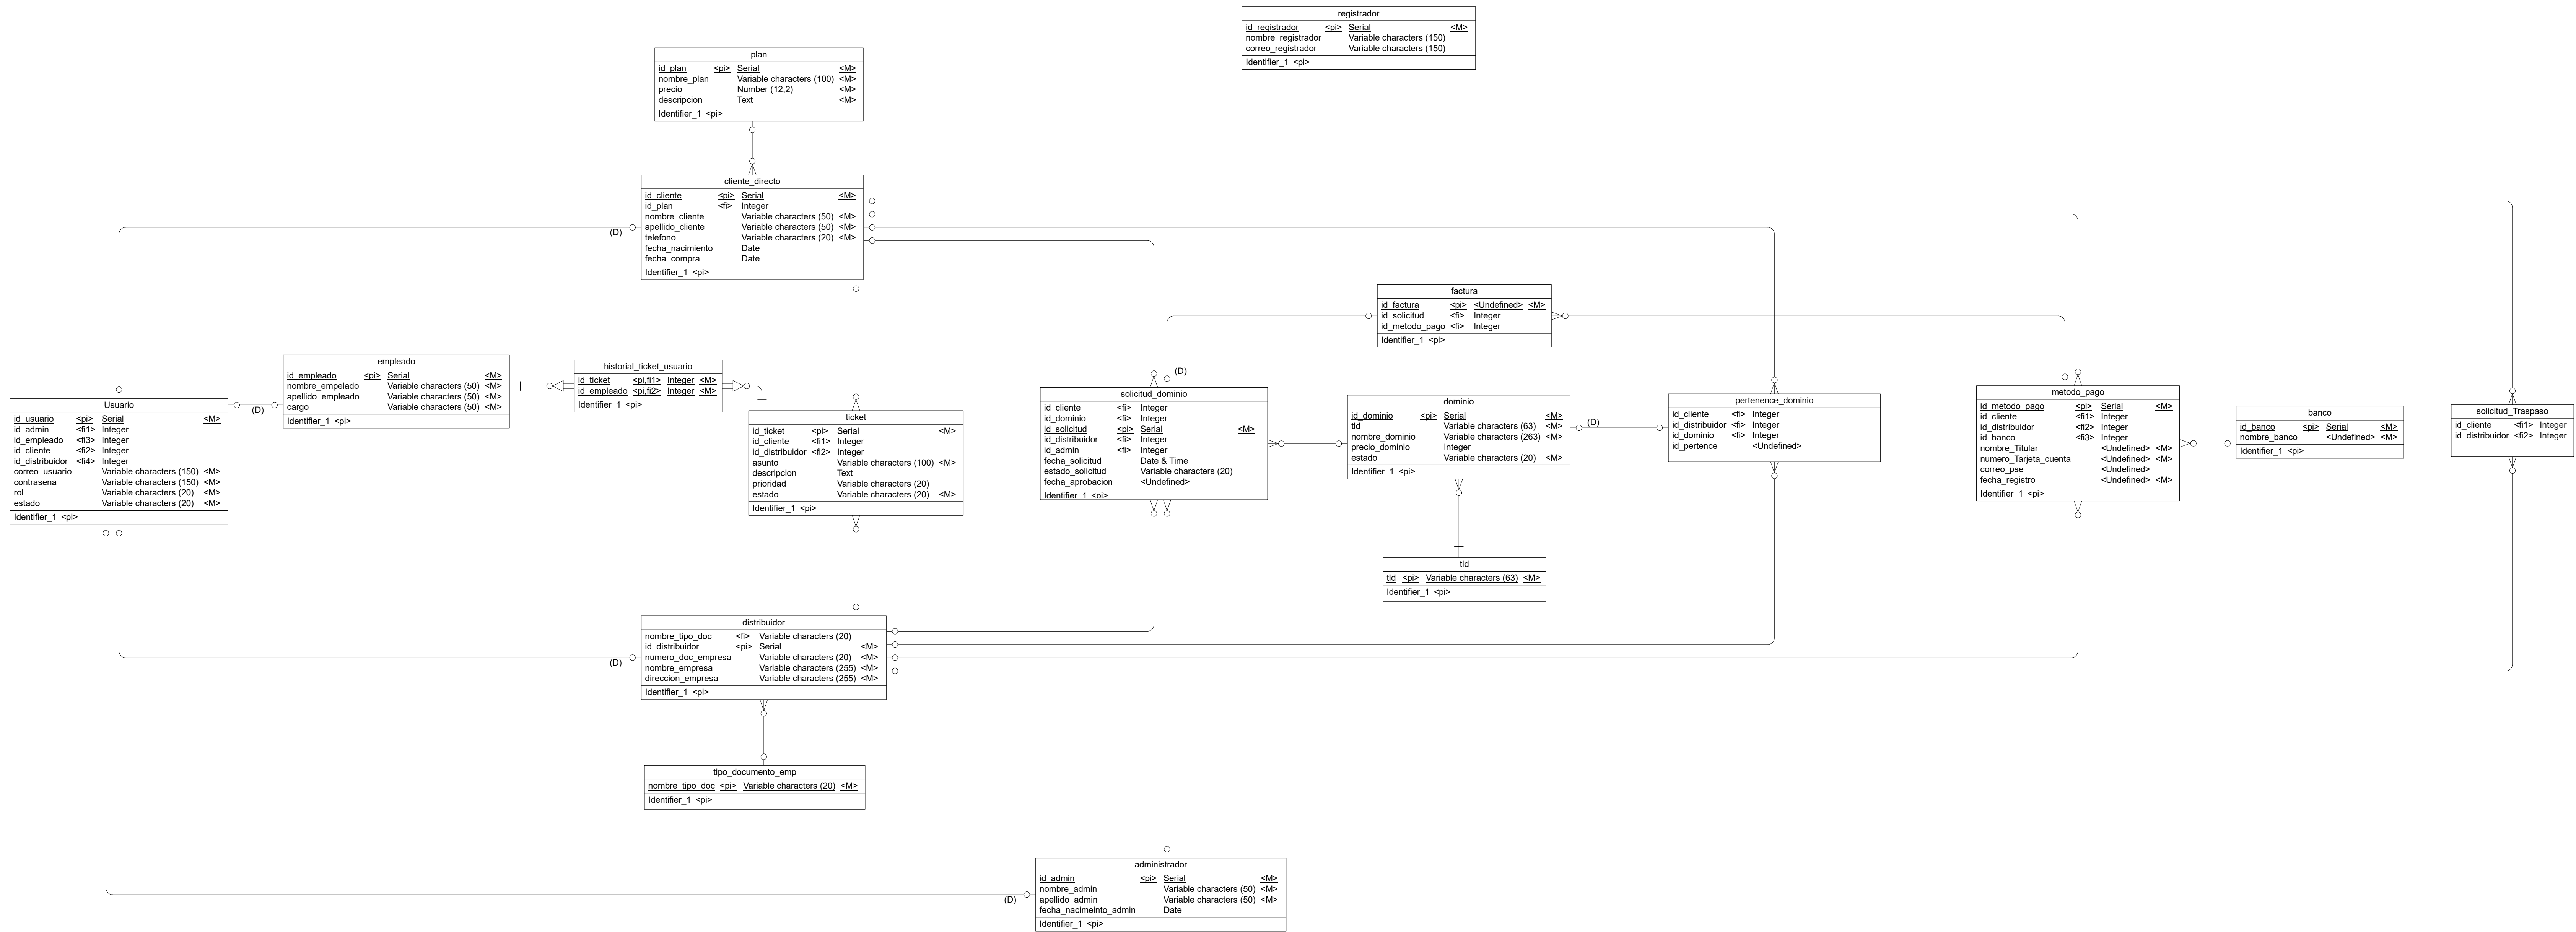 registrador
id_registrador <pi> Serial <M>
nombre_registrador Variable characters (150)
correo_registrador Variable characters (150)
Identifier_1 <pi>
plan
id_plan <pi> Serial <M>
nombre_plan Variable characters (100) <M>
precio Number (12,2) <M>
descripcion Text <M>
Identifier_1 <pi>
cliente_directo
id_cliente <pi> Serial <M>
id_plan <fi> Integer
nombre_cliente Variable characters (50) <M>
apellido_cliente Variable characters (50) <M>
telefono Variable characters (20) <M>
fecha_nacimiento Date
fecha_compra Date
Identifier_1 <pi>
(D)
factura
id_factura <pi> <Undefined> <M>
id_solicitud <fi> Integer
id_metodo_pago <fi> Integer
Identifier_1 <pi>
empleado
id_empleado <pi> Serial <M>
nombre_empelado Variable characters (50) <M>
apellido_empleado Variable characters (50) <M>
cargo Variable characters (50) <M>
Identifier_1 <pi>
(D)
historial_ticket_usuario
id_ticket <pi,fi1> Integer <M>
id_empleado <pi,fi2> Integer <M>
Identifier_1 <pi>
Usuario
id_usuario <pi> Serial <M>
id_admin <fi1> Integer
id_empleado <fi3> Integer
id_cliente <fi2> Integer
id_distribuidor <fi4> Integer
correo_usuario Variable characters (150) <M>
contrasena Variable characters (150) <M>
rol Variable characters (20) <M>
estado Variable characters (20) <M>
Identifier_1 <pi>
ticket
id_ticket <pi> Serial <M>
id_cliente <fi1> Integer
id_distribuidor <fi2> Integer
asunto Variable characters (100) <M>
descripcion Text
prioridad Variable characters (20)
estado Variable characters (20) <M>
Identifier_1 <pi>
(D)
solicitud_dominio
id_cliente <fi> Integer
id_dominio <fi> Integer
id_solicitud <pi> Serial <M>
id_distribuidor <fi> Integer
id_admin <fi> Integer
fecha_solicitud Date & Time
estado_solicitud Variable characters (20)
fecha_aprobacion <Undefined>
Identifier_1 <pi>
dominio
id_dominio <pi> Serial <M>
tld Variable characters (63) <M>
nombre_dominio Variable characters (263) <M>
precio_dominio Integer
estado Variable characters (20) <M>
Identifier_1 <pi>
(D)
pertenence_dominio
id_cliente <fi> Integer
id_distribuidor <fi> Integer
id_dominio <fi> Integer
id_pertence <Undefined>
metodo_pago
id_metodo_pago <pi> Serial <M>
id_cliente <fi1> Integer
id_distribuidor <fi2> Integer
id_banco <fi3> Integer
nombre_Titular <Undefined> <M>
numero_Tarjeta_cuenta <Undefined> <M>
correo_pse <Undefined>
fecha_registro <Undefined> <M>
Identifier_1 <pi>
banco
id_banco <pi> Serial <M>
nombre_banco <Undefined> <M>
Identifier_1 <pi>
solicitud_Traspaso
id_cliente <fi1> Integer
id_distribuidor <fi2> Integer
tld
tld <pi> Variable characters (63) <M>
Identifier_1 <pi>
distribuidor
nombre_tipo_doc <fi> Variable characters (20)
id_distribuidor <pi> Serial <M>
numero_doc_empresa Variable characters (20) <M>
nombre_empresa Variable characters (255) <M>
direccion_empresa Variable characters (255) <M>
Identifier_1 <pi>
(D)
tipo_documento_emp
nombre_tipo_doc <pi> Variable characters (20) <M>
Identifier_1 <pi>
administrador
id_admin <pi> Serial <M>
nombre_admin Variable characters (50) <M>
apellido_admin Variable characters (50) <M>
fecha_nacimeinto_admin Date
Identifier_1 <pi>
(D)